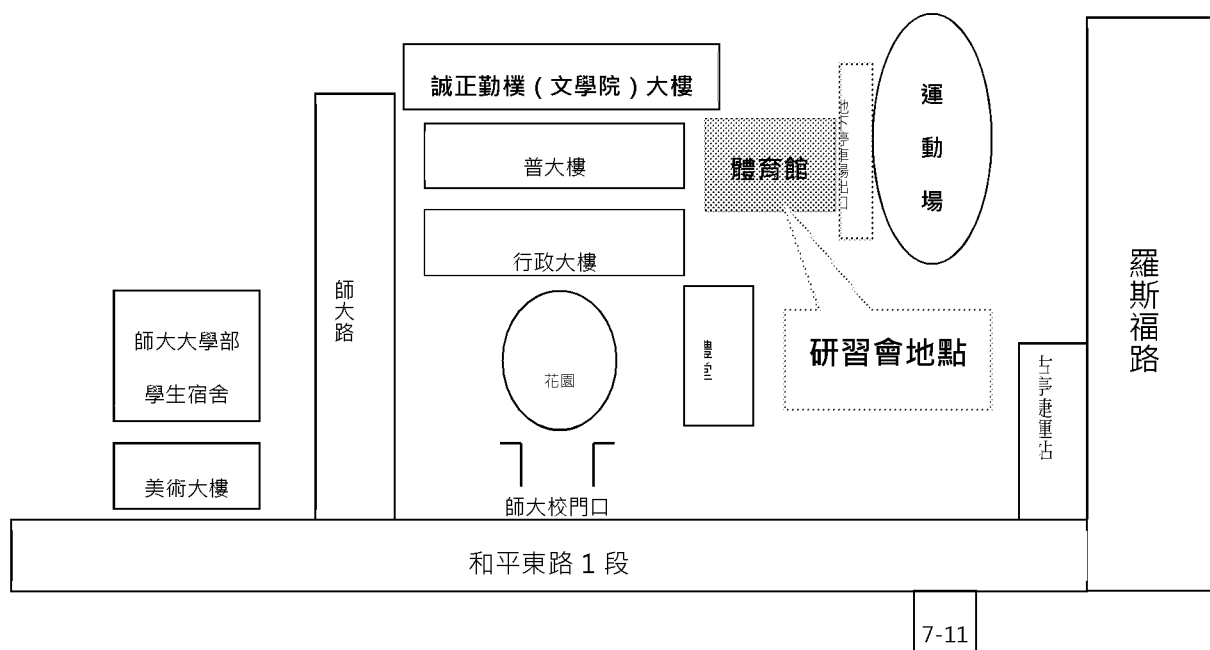 誠正勤樸（文學院）大樓
運動場
普大樓
體育館
行政大樓
師大路
羅斯福路
師大大學部
學生宿舍
花園
禮堂
研習會地點
美術大樓
師大校門口
和平東路 1 段
7-11